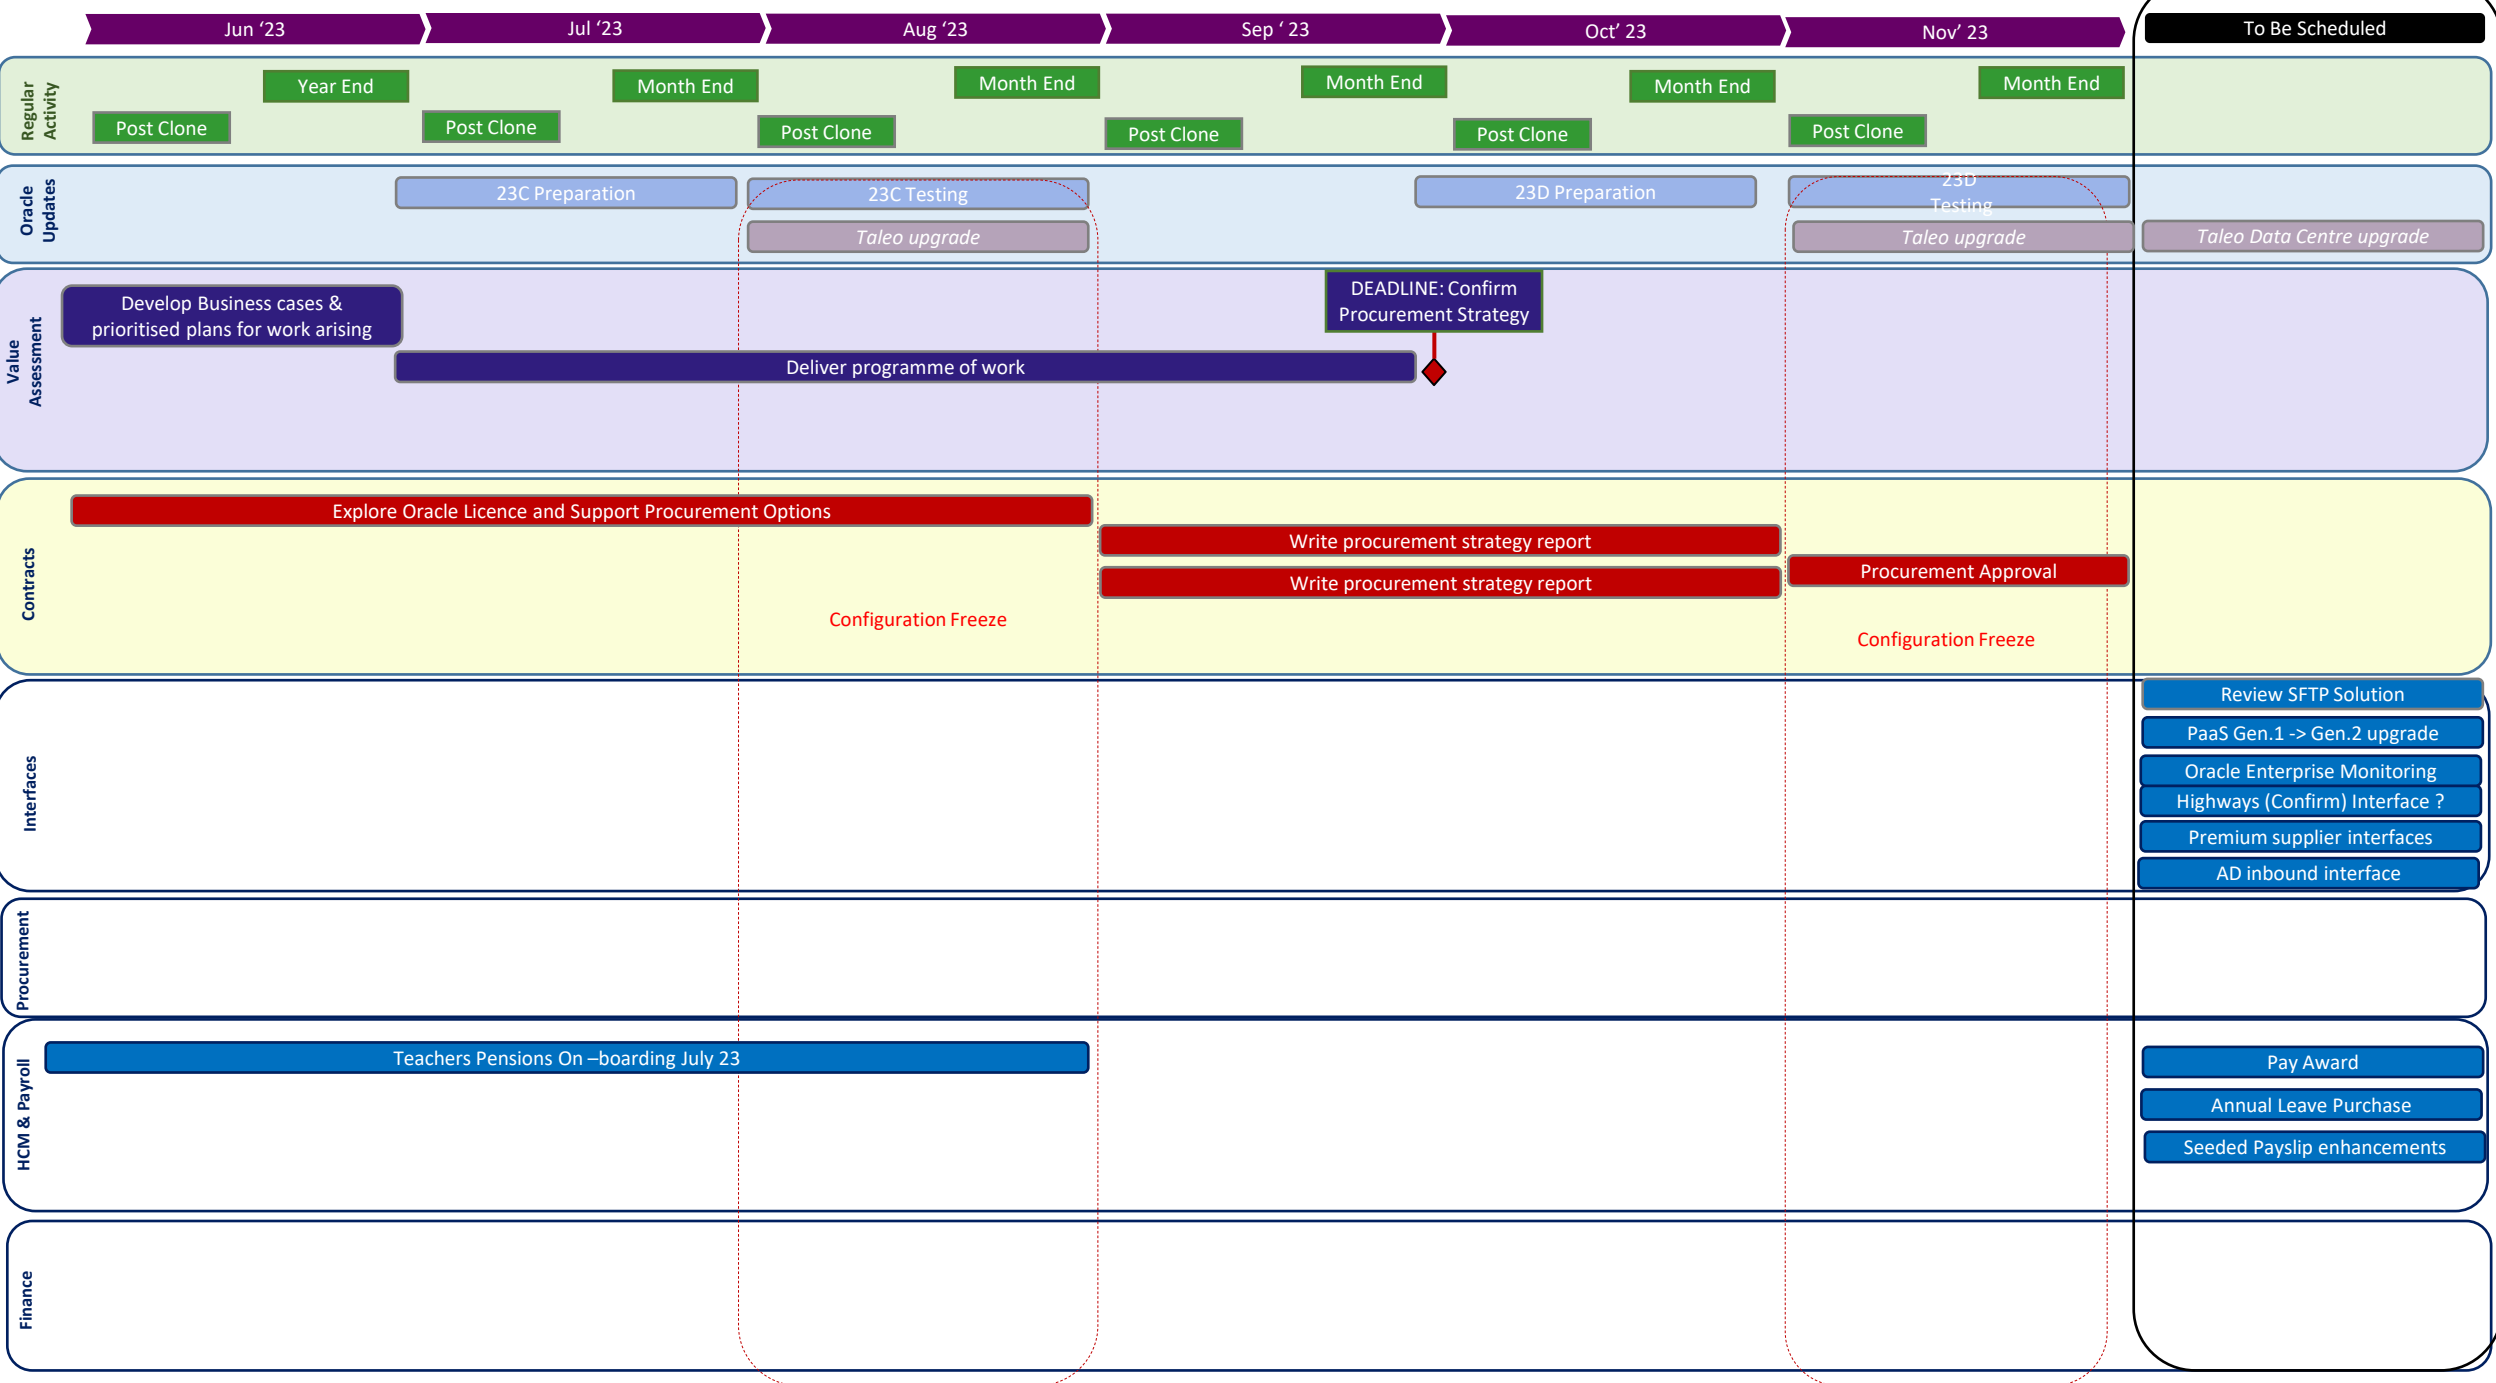 Jun ‘23
Jul ‘23
Aug ‘23
Sep ‘ 23
Oct’ 23
Nov’ 23
To Be Scheduled
Regular
Activity
Year End
Month End
Month End
Month End
Month End
Month End
Post Clone
Post Clone
Post Clone
Post Clone
Post Clone
Post Clone
Oracle
Updates
23C Preparation
23C Testing
23D Preparation
23D
Testing
Taleo upgrade
Taleo upgrade
Taleo Data Centre upgrade
Value
Assessment
Develop Business cases &
prioritised plans for work arising
DEADLINE: Confirm
Procurement Strategy
Deliver programme of work
Contracts
Explore Oracle Licence and Support Procurement Options
Write procurement strategy report
Write procurement strategy report
Procurement Approval
Configuration Freeze
Configuration Freeze
Interfaces
Review SFTP Solution
PaaS Gen.1 -> Gen.2 upgrade
Oracle Enterprise Monitoring
Highways (Confirm) Interface ?
Premium supplier interfaces
AD inbound interface
Procurement
HCM & Payroll
Teachers Pensions On –boarding July 23
Pay Award
Annual Leave Purchase
Seeded Payslip enhancements
Finance